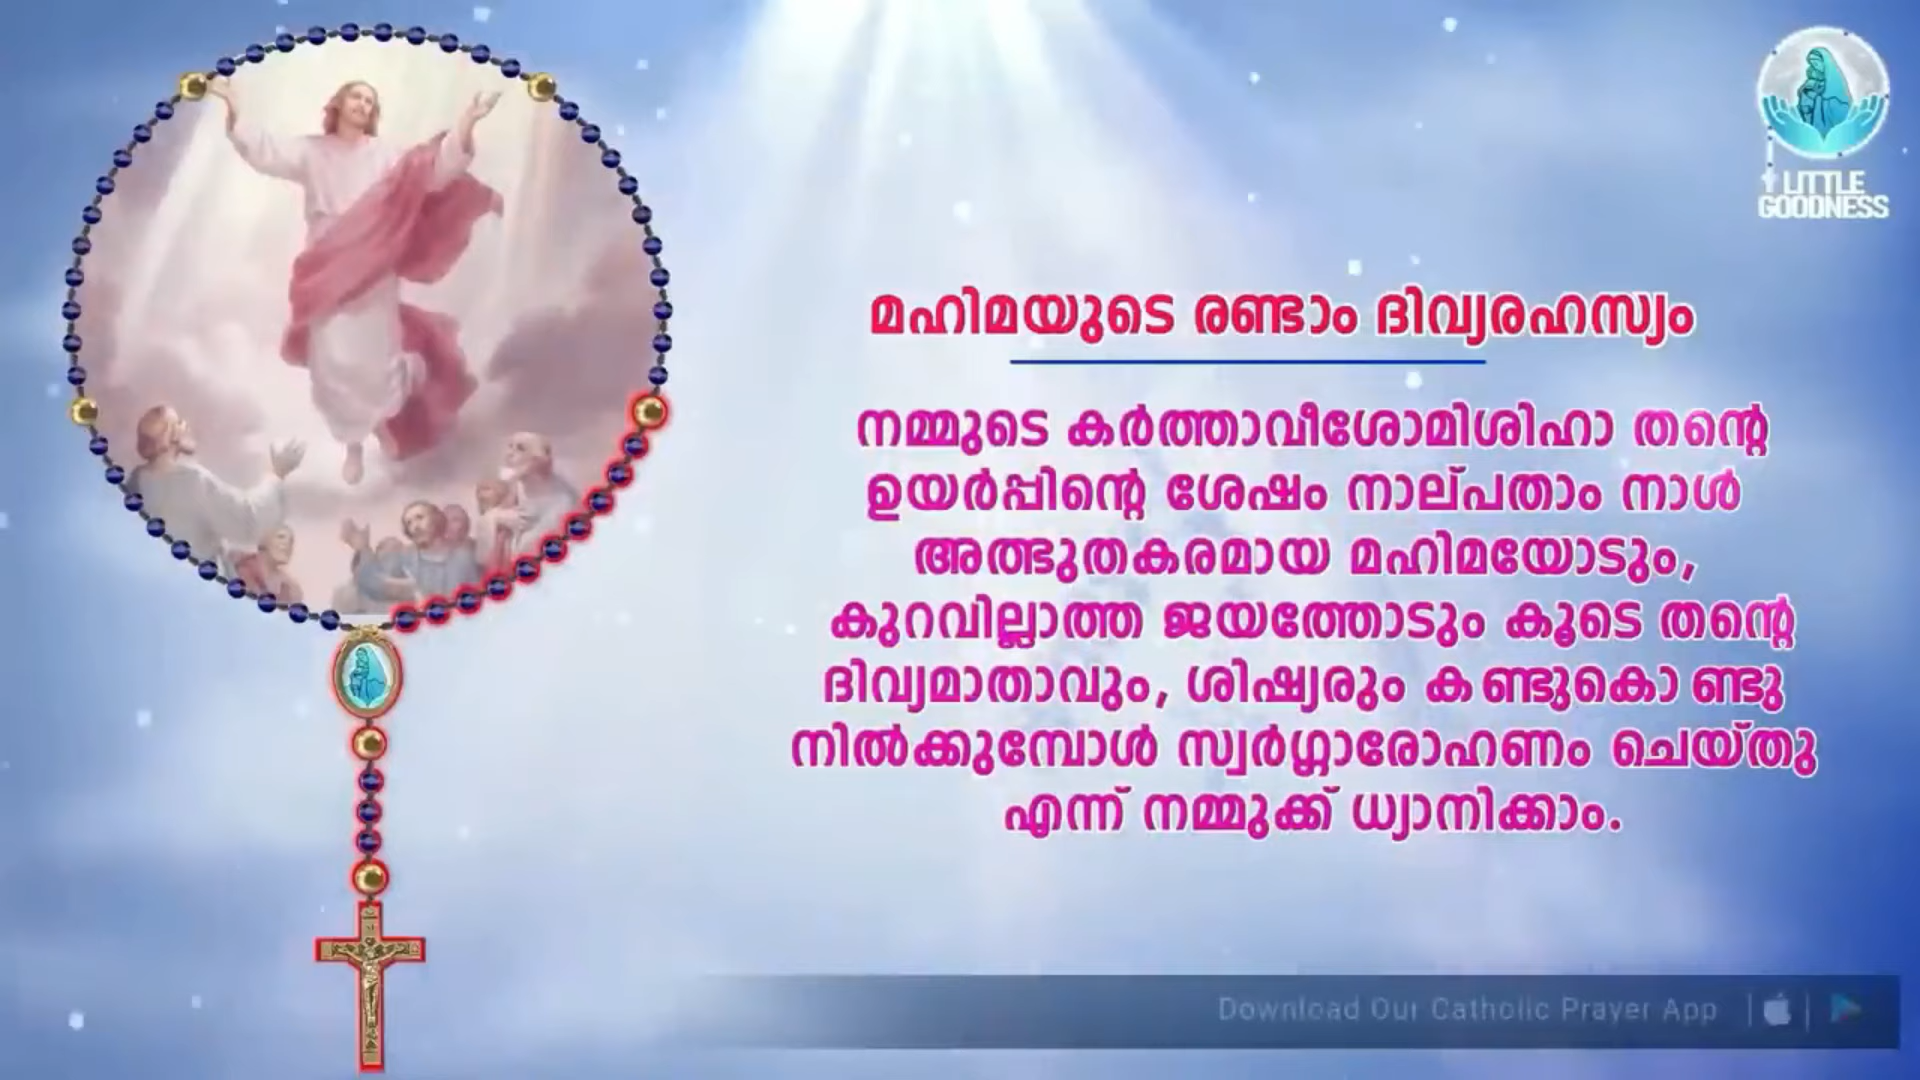 LITTLE
GOODNESS
മഹിമയുടെ രണ്ടാം ദിവ്യരഹസ്യം
നമ്മുടെ കർത്താവീശോമിശിഹാ തന്റെ
ഉയർപ്പിന്റെ ശേഷം നാല്പതാം നാൾ
അത്ഭുതകരമായ മഹിമയോടും,
കുറവില്ലാത്ത ജയത്തോടും കൂടെ തന്റെ
ദിവ്യമാതാവും, ശിഷ്യരും കണ്ടുകൊണ്ടു
നിൽക്കുമ്പോൾ സ്വർഗ്ഗാരോഹണം ചെയ്തു
എന്ന് നമ്മുക്ക് ധ്യാനിക്കാം.
Download Our Catholic Prayer App